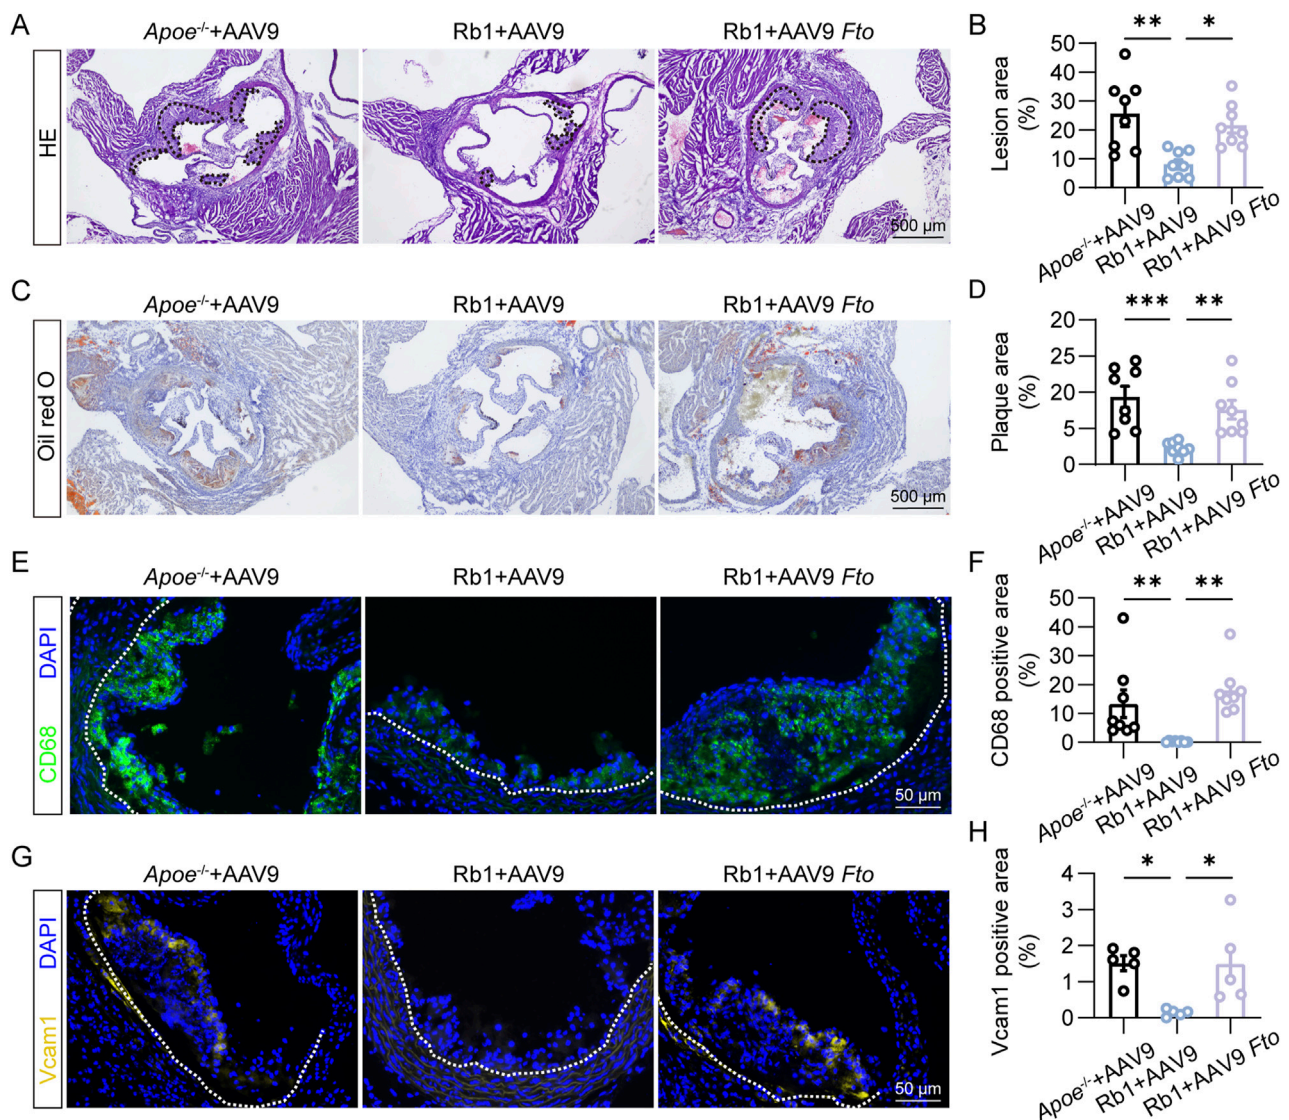 A
Apoe⁻/⁻+AAV9
Rb1+AAV9
Rb1+AAV9 Fto
HE
500 µm
B
** *
Lesion area
(%)
50
40
30
20
10
0
Apoe⁻/⁻+AAV9
Rb1+AAV9
Rb1+AAV9 Fto
C
Apoe⁻/⁻+AAV9
Rb1+AAV9
Rb1+AAV9 Fto
Oil red O
500 µm
D
*** **
Plaque area
(%)
20
25
20
5
0
Apoe⁻/⁻+AAV9
Rb1+AAV9
Rb1+AAV9 Fto
E
Apoe⁻/⁻+AAV9
Rb1+AAV9
Rb1+AAV9 Fto
CD68 DAPI
50 µm
F
** **
CD68 positive area
(%)
50
40
30
20
10
0
Apoe⁻/⁻+AAV9
Rb1+AAV9
Rb1+AAV9 Fto
G
Apoe⁻/⁻+AAV9
Rb1+AAV9
Rb1+AAV9 Fto
Vcam1 DAPI
50 µm
H
* *
Vcam1 positive area
(%)
4
3
2
1
0
Apoe⁻/⁻+AAV9
Rb1+AAV9
Rb1+AAV9 Fto